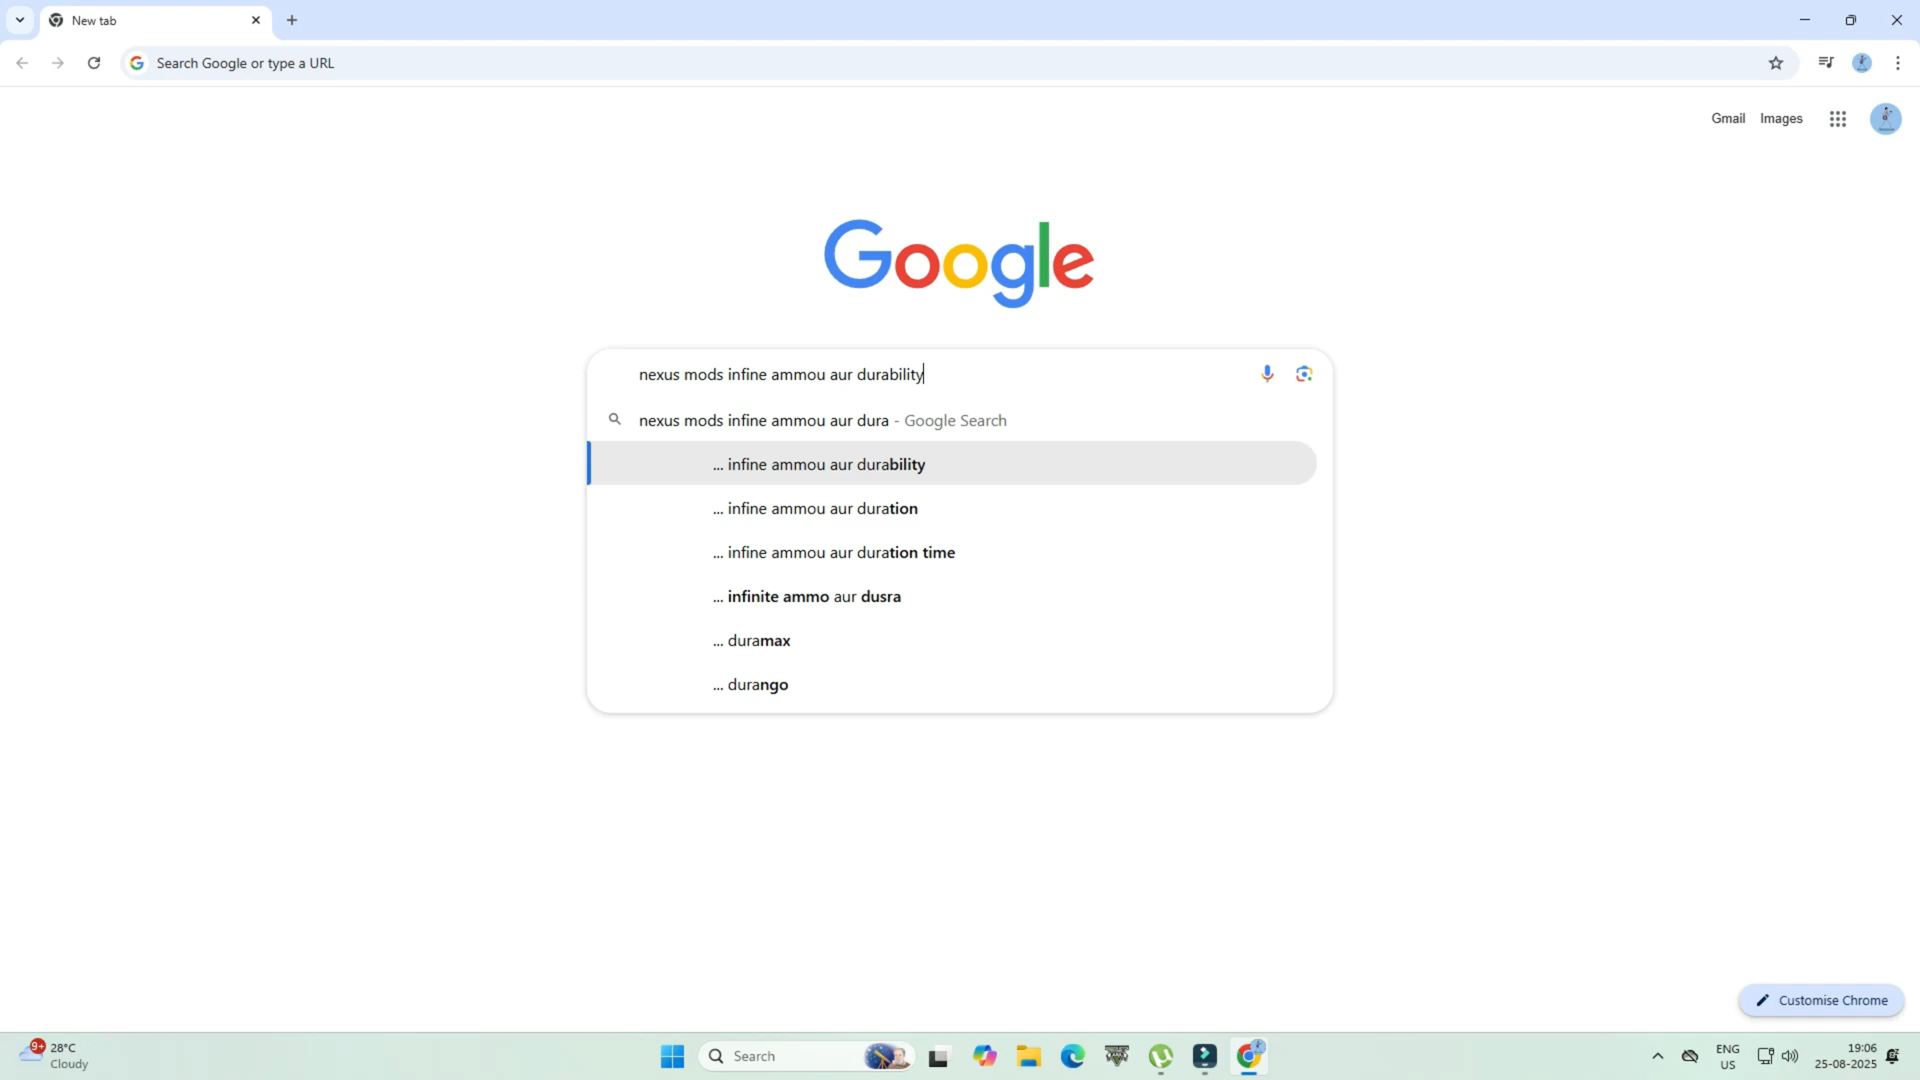 New tab
Search Google or type a URL
Gmail Images
Google
nexus mods infine ammou aur durability
nexus mods infine ammou aur dura - Google Search
... infine ammou aur durability
... infine ammou aur duration
... infine ammou aur duration time
... infinite ammo aur dusra
... duramax
... durango
Customise Chrome
9+
28°C
Cloudy
Search
ENG
US
19:06
25-08-2025